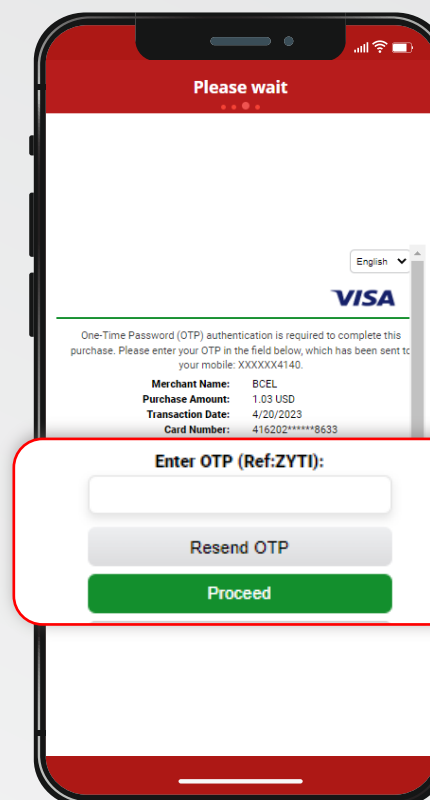 Please wait
English
VISA
One-Time Password (OTP) authentication is required to complete this
purchase. Please enter your OTP in the field below, which has been sent to
your mobile: XXXXXX4140.
Merchant Name: BCEL
Purchase Amount: 1.03 USD
Transaction Date: 4/20/2023
Card Number: 416202******8633
Enter OTP (Ref:ZYTI):
Resend OTP
Proceed